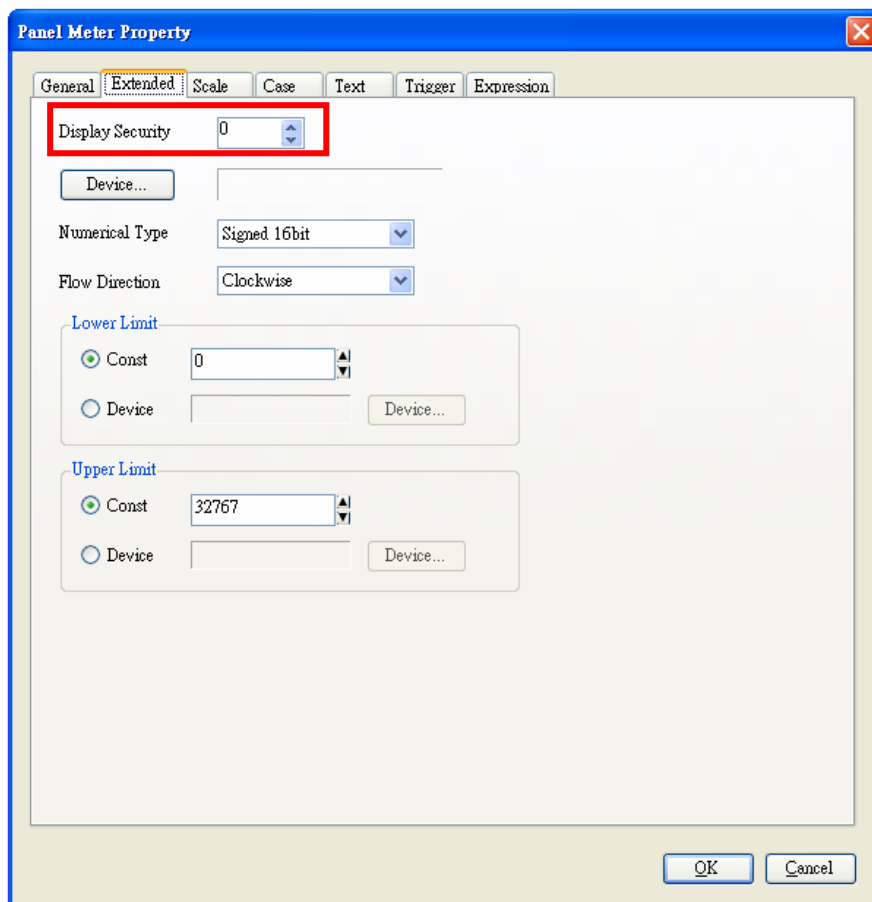 Panel Meter Property
General Extended Scale Case Text Trigger Expression
Display Security 0
Device...
Numerical Type Signed 16bit
Flow Direction Clockwise
Lower Limit
Const 0
Device Device...
Upper Limit
Const 32767
Device Device...
OK Cancel